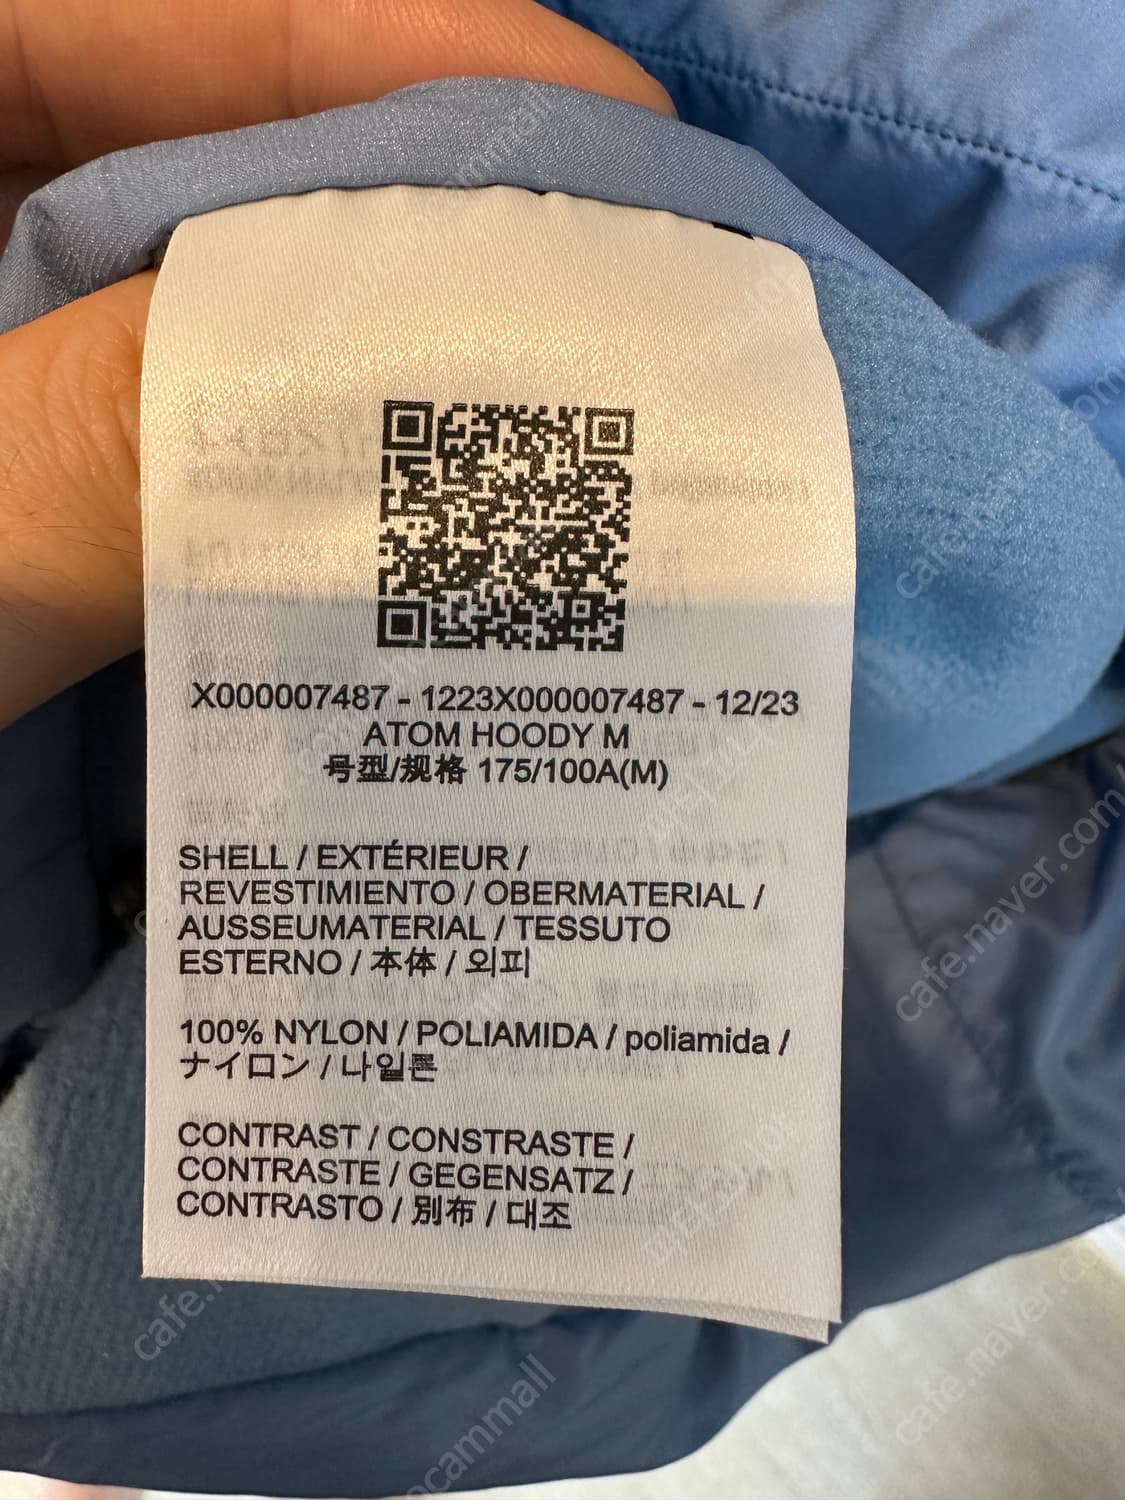 X000007487 - 1223X000007487 - 12/23
ATOM HOODY M
号型/规格 175/100A(M)
SHELL / EXTÉRIEUR /
REVESTIMIENTO / OBERMATERIAL /
AUSSEUMATERIAL / TESSUTO
ESTERNO / 本体 / 외피
100% NYLON / POLIAMIDA / poliamida /
ナイロン / 나일론
CONTRAST / CONSTRASTE /
CONTRASTE / GEGENSATZ /
CONTRASTO / 別布 / 대조